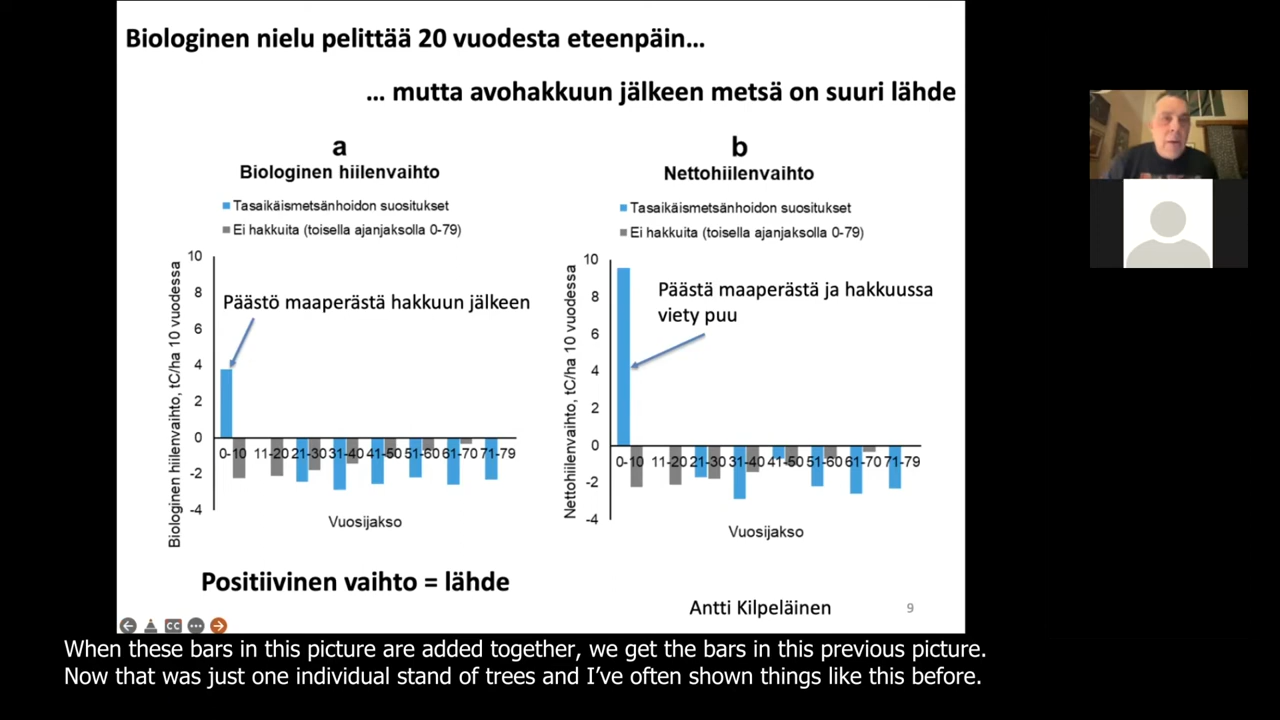 Biologinen nielu pelittää 20 vuodesta eteenpäin…
… mutta avohakkuun jälkeen metsä on suuri lähde
a
Biologinen hiilenvaihto
Tasaikäismetsänhoidon suositukset
Ei hakkuita (toisella ajanjaksolla 0-79)
Biologinen hiilenvaihto, tC/ha 10 vuodessa
10
8
6
4
2
0
-2
-4
Päästö maaperästä hakkuun jälkeen
0-10 11-20 21-30 31-40 41-50 51-60 61-70 71-79
Vuosijakso
b
Nettohiilenvaihto
Tasaikäismetsänhoidon suositukset
Ei hakkuita (toisella ajanjaksolla 0-79)
Nettohiilenvaihto, tC/ha 10 vuodessa
10
8
6
4
2
0
-2
-4
Päästä maaperästä ja hakkuussa
viety puu
0-10 11-20 21-30 31-40 41-50 51-60 61-70 71-79
Vuosijakso
Positiivinen vaihto = lähde
Antti Kilpeläinen
9
CC
When these bars in this picture are added together, we get the bars in this previous picture.
Now that was just one individual stand of trees and I've often shown things like this before.